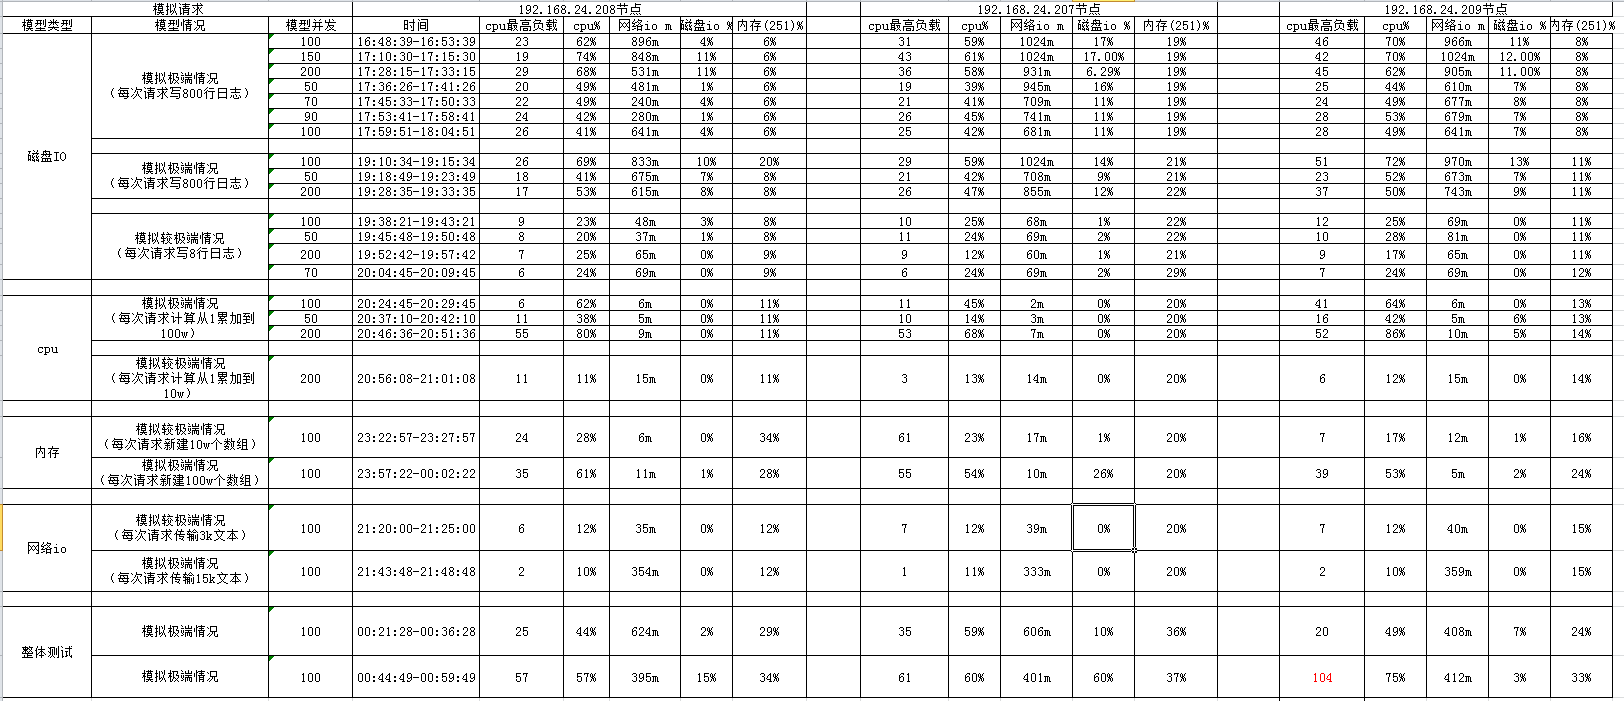 模拟请求 192.168.24.208节点 192.168.24.207节点 192.168.24.209节点
模型类型 模型情况 模型并发 时间 cpu最高负载 cpu% 网络io m 磁盘io % 内存(251)% cpu最高负载 cpu% 网络io m 磁盘io % 内存(251)% cpu最高负载 cpu% 网络io m 磁盘io % 内存(251)%
磁盘IO
模拟极端情况
（每次请求写800行日志）
100 16:48:39-16:53:39 23 62% 896m 4% 6% 31 59% 1024m 17% 19% 46 70% 966m 11% 8%
150 17:10:30-17:15:30 19 74% 848m 11% 6% 43 61% 1024m 17.00% 19% 42 70% 1024m 12.00% 8%
200 17:28:15-17:33:15 29 68% 531m 11% 6% 36 58% 931m 6.29% 19% 45 62% 905m 11.00% 8%
50 17:36:26-17:41:26 20 49% 481m 1% 6% 19 39% 945m 16% 19% 25 44% 610m 7% 8%
70 17:45:33-17:50:33 22 49% 240m 4% 6% 21 41% 709m 11% 19% 24 49% 677m 8% 8%
90 17:53:41-17:58:41 24 42% 280m 1% 6% 26 45% 741m 11% 19% 28 53% 679m 7% 8%
100 17:59:51-18:04:51 26 41% 641m 4% 6% 25 42% 681m 11% 19% 28 49% 641m 7% 8%
模拟极端情况
（每次请求写800行日志）
100 19:10:34-19:15:34 26 69% 833m 10% 20% 29 59% 1024m 14% 21% 51 72% 970m 13% 11%
50 19:18:49-19:23:49 18 41% 675m 7% 8% 21 42% 708m 9% 21% 23 52% 673m 7% 11%
200 19:28:35-19:33:35 17 53% 615m 8% 8% 26 47% 855m 12% 22% 37 50% 743m 9% 11%
模拟较极端情况
（每次请求写8行日志）
100 19:38:21-19:43:21 9 23% 48m 3% 8% 10 25% 68m 1% 22% 12 25% 69m 0% 11%
50 19:45:48-19:50:48 8 20% 37m 1% 8% 11 24% 69m 2% 22% 10 28% 81m 0% 11%
200 19:52:42-19:57:42 7 25% 65m 0% 9% 9 12% 60m 1% 21% 9 17% 65m 0% 11%
70 20:04:45-20:09:45 6 24% 69m 0% 9% 6 24% 69m 2% 29% 7 24% 69m 0% 12%
cpu
模拟极端情况
（每次请求计算从1累加到
100w）
100 20:24:45-20:29:45 6 62% 6m 0% 11% 11 45% 2m 0% 20% 41 64% 6m 0% 13%
50 20:37:10-20:42:10 11 38% 5m 0% 11% 10 14% 3m 0% 20% 16 42% 5m 6% 13%
200 20:46:36-20:51:36 55 80% 9m 0% 11% 53 68% 7m 0% 20% 52 86% 10m 5% 14%
模拟较极端情况
（每次请求计算从1累加到
10w）
200 20:56:08-21:01:08 11 11% 15m 0% 11% 3 13% 14m 0% 20% 6 12% 15m 0% 14%
内存
模拟较极端情况
（每次请求新建10w个数组）
100 23:22:57-23:27:57 24 28% 6m 0% 34% 61 23% 17m 1% 20% 7 17% 12m 1% 16%
模拟极端情况
（每次请求新建100w个数组）
100 23:57:22-00:02:22 35 61% 11m 1% 28% 55 54% 10m 26% 20% 39 53% 5m 2% 24%
网络io
模拟较极端情况
（每次请求传输3k文本）
100 21:20:00-21:25:00 6 12% 35m 0% 12% 7 12% 39m 0% 20% 7 12% 40m 0% 15%
模拟极端情况
（每次请求传输15k文本）
100 21:43:48-21:48:48 2 10% 354m 0% 12% 1 11% 333m 0% 20% 2 10% 359m 0% 15%
整体测试
模拟极端情况 100 00:21:28-00:36:28 25 44% 624m 2% 29% 35 59% 606m 10% 36% 20 49% 408m 7% 24%
模拟极端情况 100 00:44:49-00:59:49 57 57% 395m 15% 34% 61 60% 401m 60% 37% 104 75% 412m 3% 33%